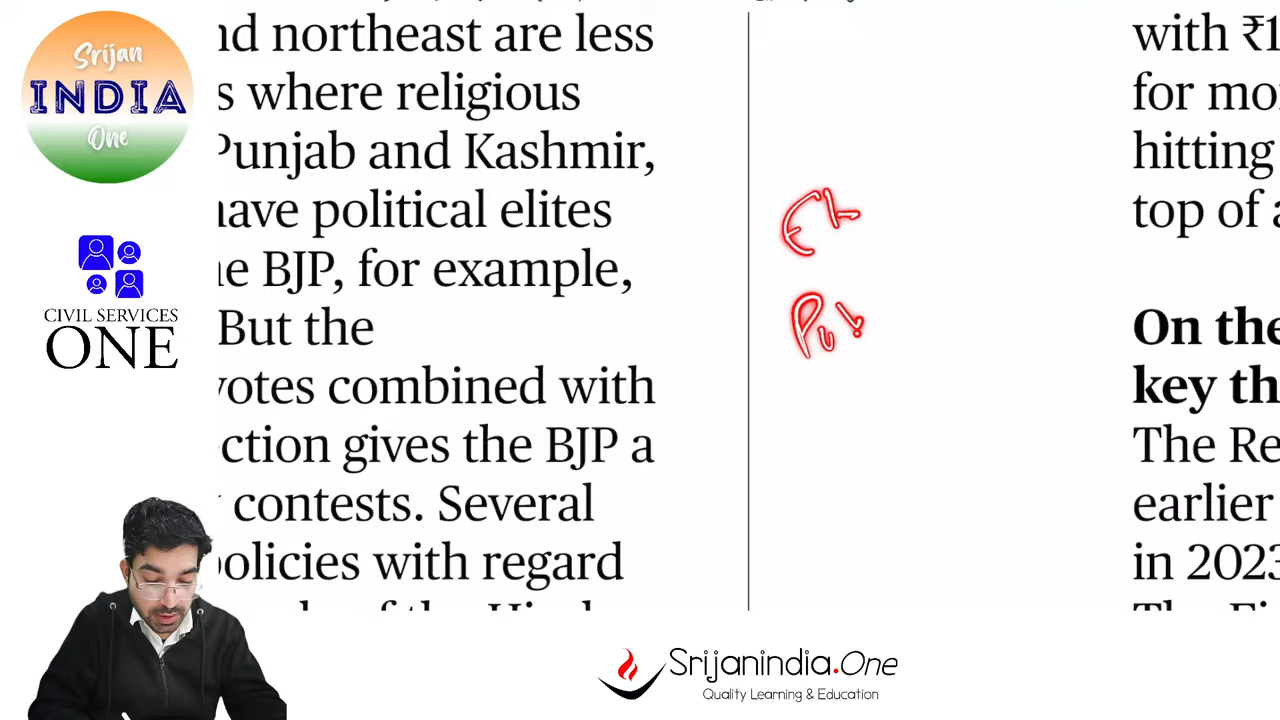 Srijan
INDIA
One
CIVIL SERVICES
ONE
nd northeast are less
s where religious
Punjab and Kashmir,
have political elites
he BJP, for example,
But the
votes combined with
ction gives the BJP a
contests. Several
policies with regard
with ₹1
for mo
hitting
top of a
On the
key th
The Re
earlier
in 2023
Srijanindia.One
Quality Learning & Education